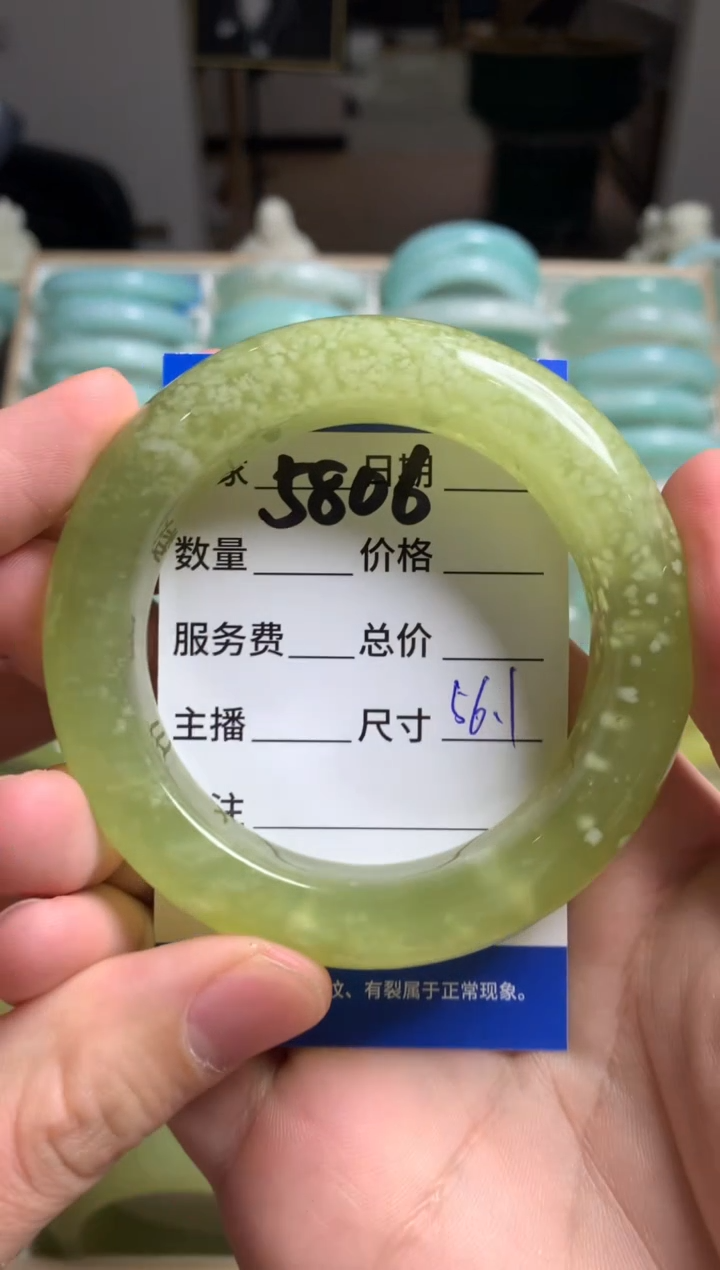 家 日期
5806
数量 价格
服务费 总价
主播 尺寸 56.1
注
纹、有裂属于正常现象。